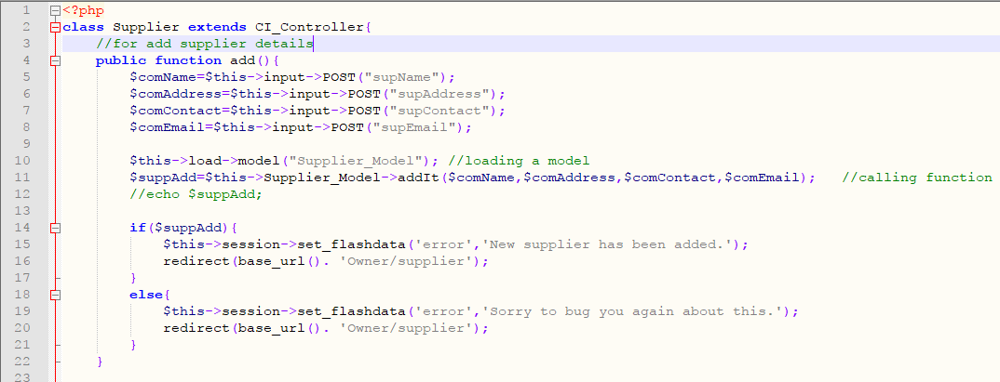 1 <?php
2 class Supplier extends CI_Controller{
3 //for add supplier details
4 public function add(){
5 $comName=$this->input->POST("supName");
6 $comAddress=$this->input->POST("supAddress");
7 $comContact=$this->input->POST("supContact");
8 $comEmail=$this->input->POST("supEmail");
9
10 $this->load->model("Supplier_Model"); //loading a model
11 $suppAdd=$this->Supplier_Model->addIt($comName,$comAddress,$comContact,$comEmail); //calling function
12 //echo $suppAdd;
13
14 if($suppAdd){
15 $this->session->set_flashdata('error','New supplier has been added.');
16 redirect(base_url(). 'Owner/supplier');
17 }
18 else{
19 $this->session->set_flashdata('error','Sorry to bug you again about this.');
20 redirect(base_url(). 'Owner/supplier');
21 }
22 }
23